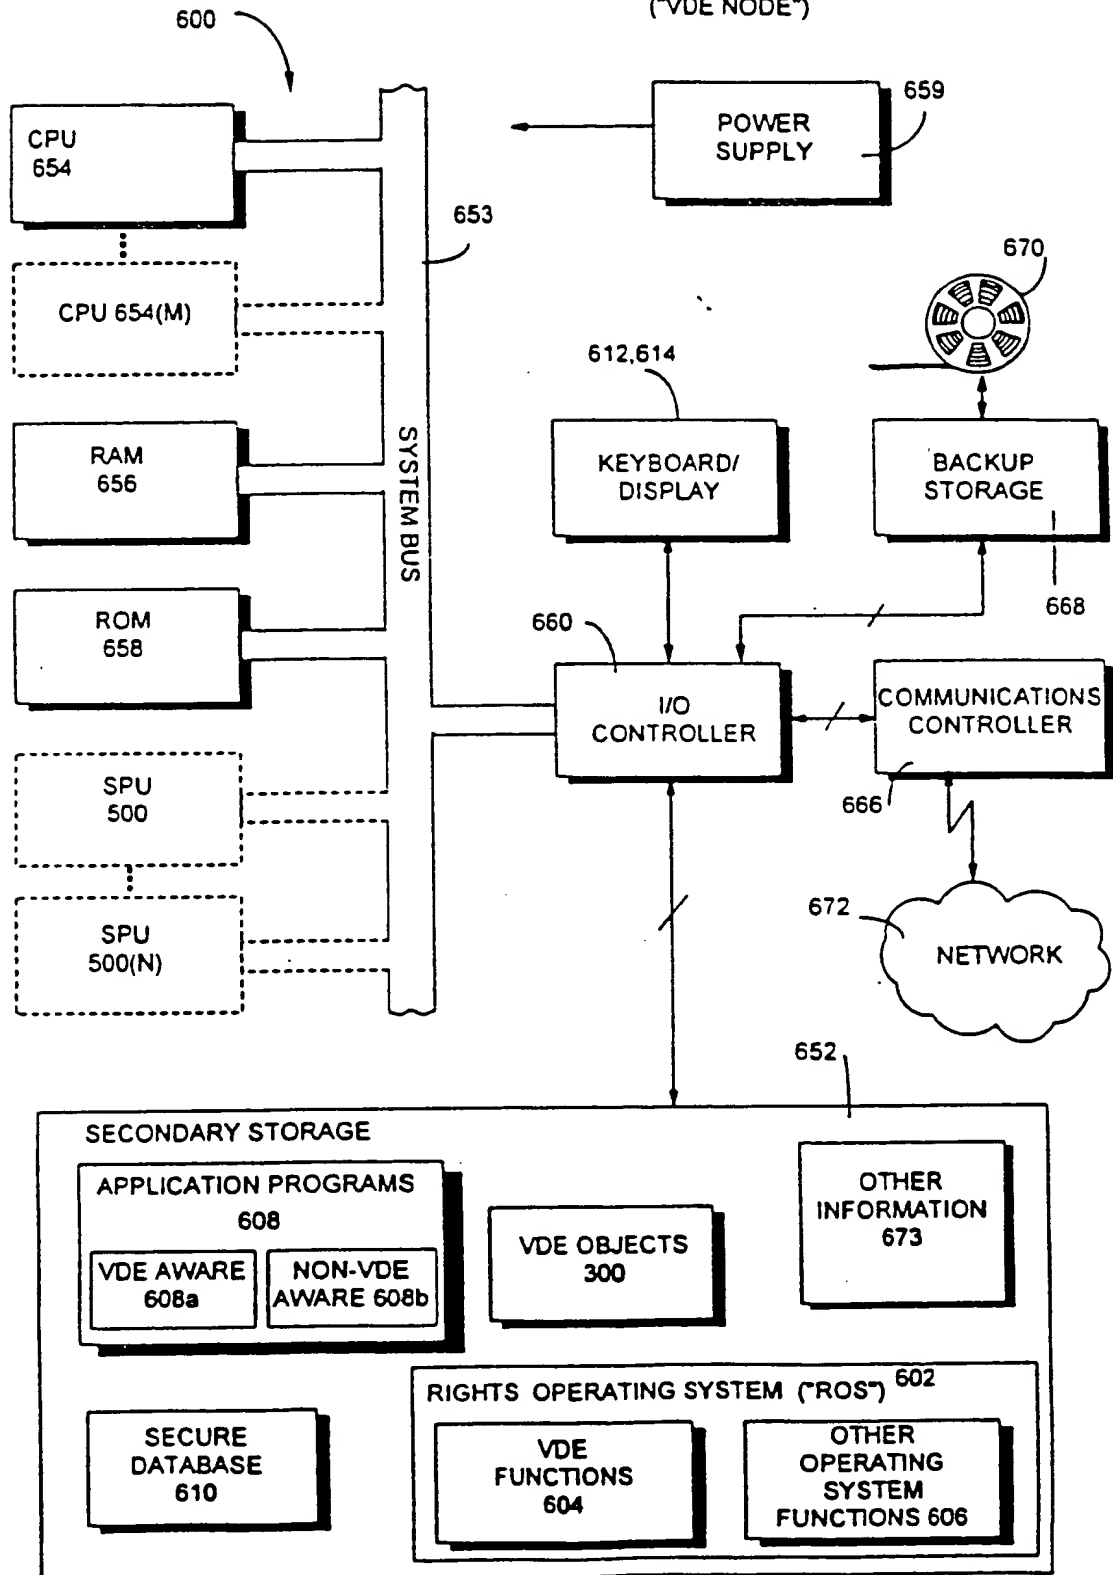 ("VDE NODE")
600
CPU
654
POWER
SUPPLY
659
653
CPU 654(M)
670
612,614
RAM
656
SYSTEM BUS
KEYBOARD/
DISPLAY
BACKUP
STORAGE
668
ROM
658
660
I/O
CONTROLLER
COMMUNICATIONS
CONTROLLER
666
SPU
500
SPU
500(N)
672
NETWORK
652
SECONDARY STORAGE
APPLICATION PROGRAMS
608
VDE AWARE
608a
NON-VDE
AWARE 608b
VDE OBJECTS
300
OTHER
INFORMATION
673
SECURE
DATABASE
610
RIGHTS OPERATING SYSTEM ("ROS") 602
VDE
FUNCTIONS
604
OTHER
OPERATING
SYSTEM
FUNCTIONS 606